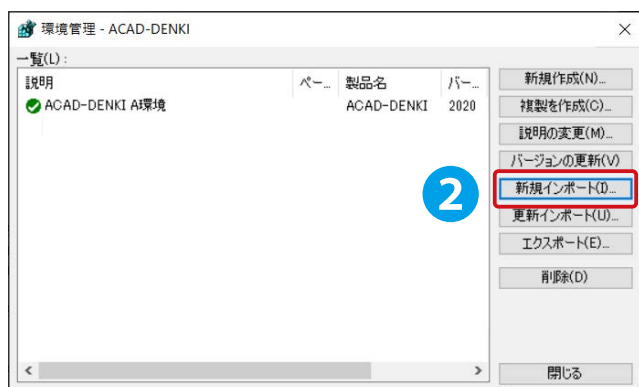 環境管理 - ACAD-DENKI
一覧(L):
説明 ペー... 製品名 バー...
ACAD-DENKI A環境 ACAD-DENKI 2020
新規作成(N)...
複製を作成(C)...
説明の変更(M)...
バージョンの更新(V)
2
新規インポート(I)...
更新インポート(U)...
エクスポート(E)...
削除(D)
閉じる